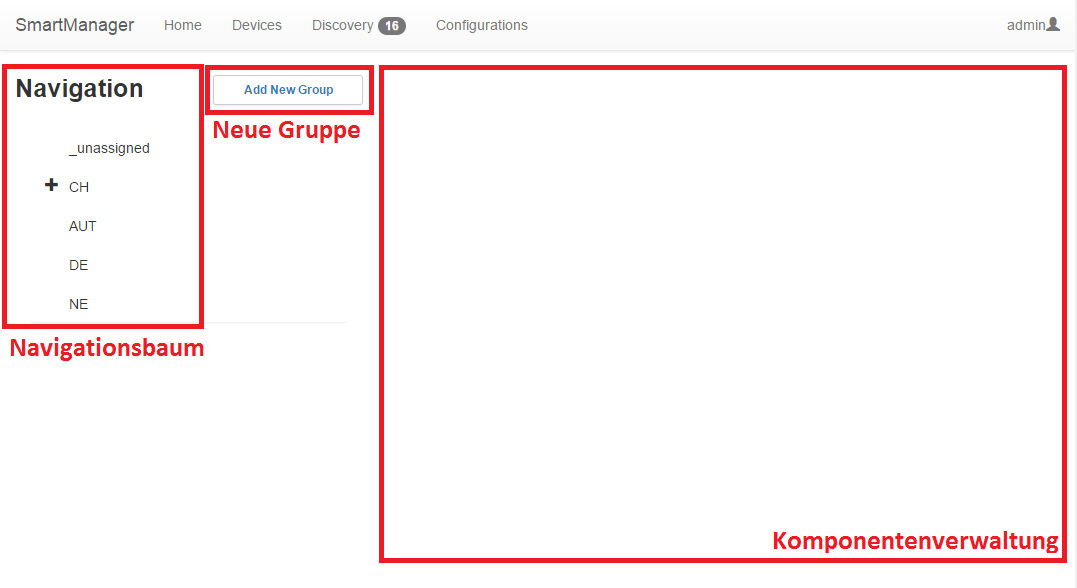 SmartManager Home Devices Discovery 16 Configurations admin
Navigation
Add New Group
Neue Gruppe
_unassigned
CH
AUT
DE
NE
Navigationsbaum
Komponentenverwaltung